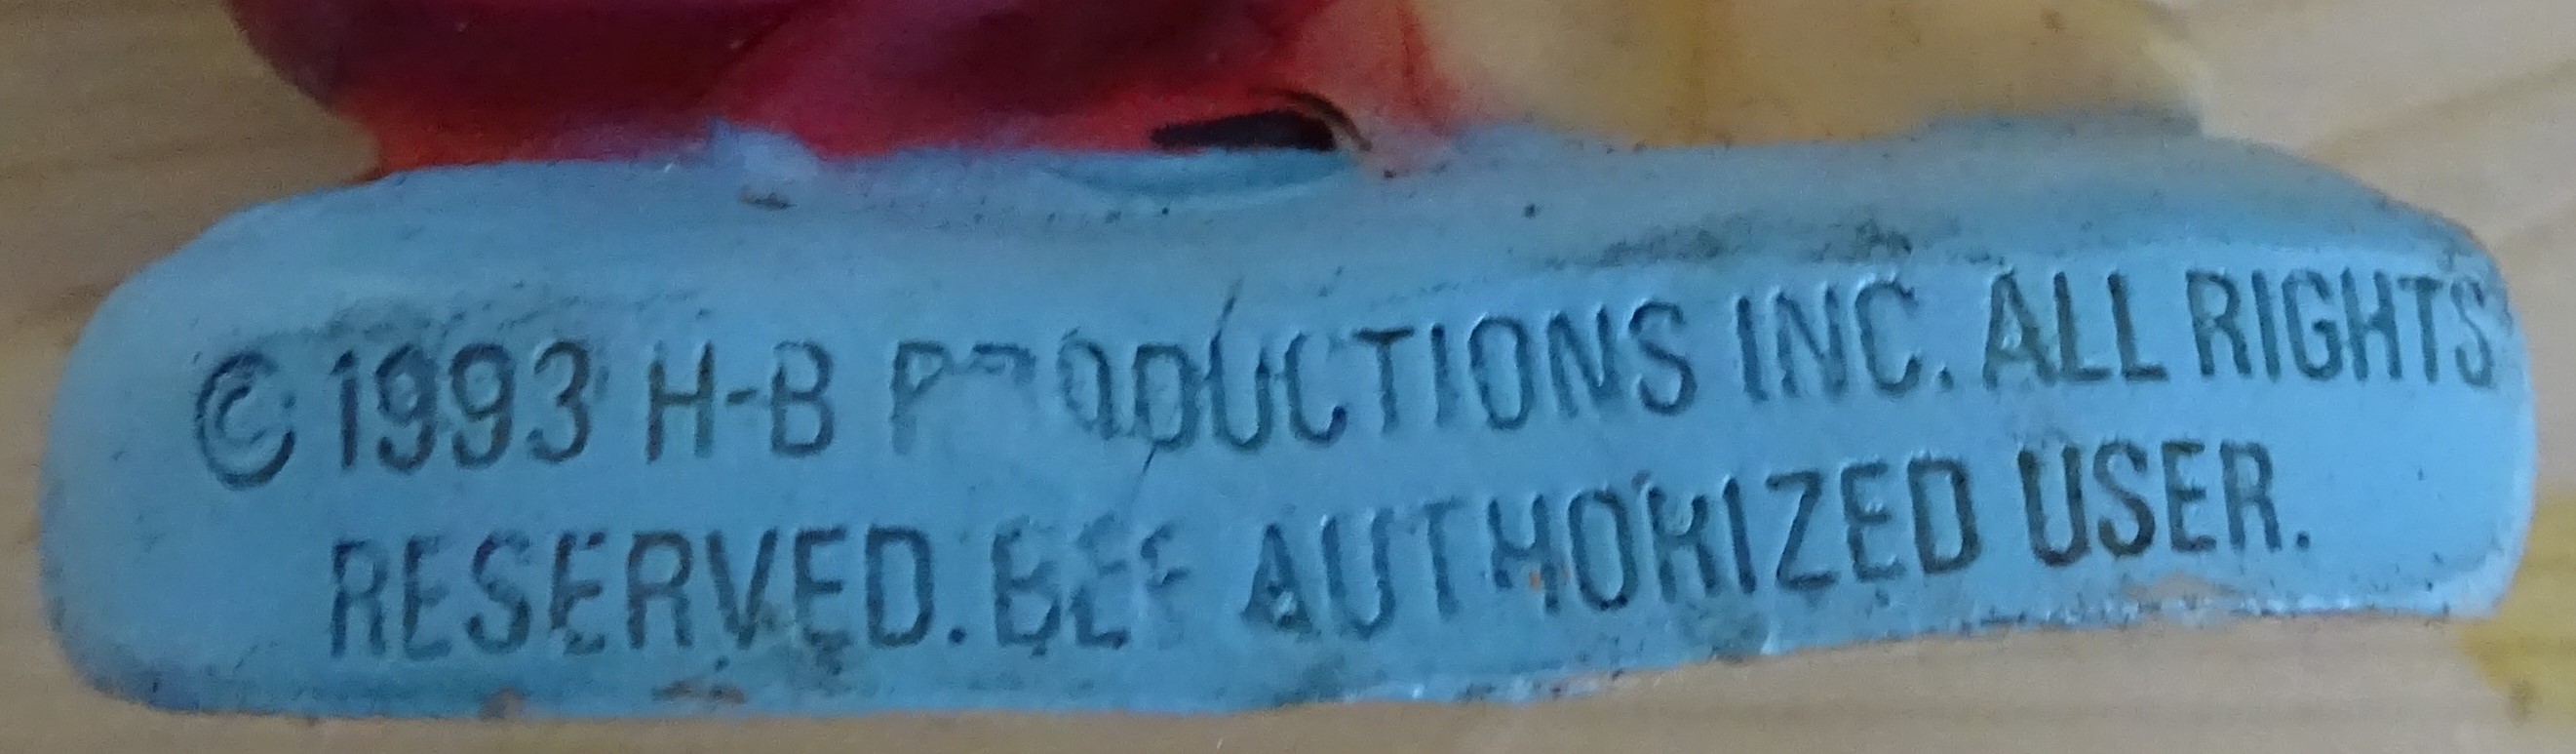 ©1993 H-B PRODUCTIONS INC. ALL RIGHTS
RESERVED. AUTHORIZED USER.